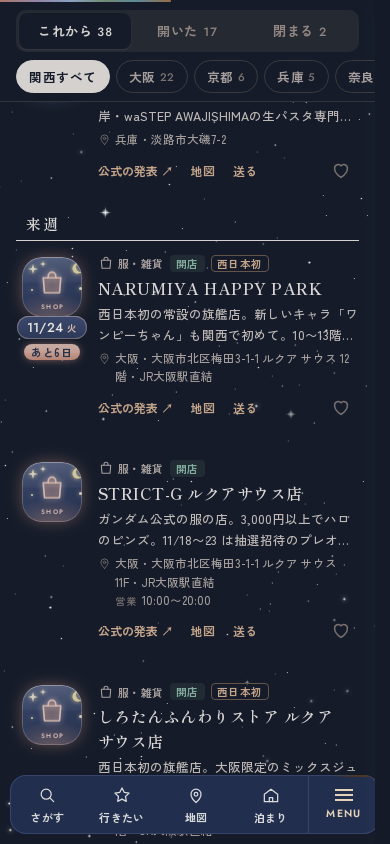 これから 38
開いた 17
閉まる 2
関西すべて
大阪 22
京都 6
兵庫 5
奈良
岸・waSTEP AWAJISHIMAの生パスタ専門…
兵庫・淡路市大磯7-2
公式の発表 ↗ 地図 送る
来週
服・雑貨 開店 西日本初
SHOP
NARUMIYA HAPPY PARK
11/24 火
西日本初の常設の旗艦店。新しいキャラ「ワ
ンピーちゃん」も関西で初めて。10〜13階…
あと6日
大阪・大阪市北区梅田3-1-1 ルクア サウス 12
階・JR大阪駅直結
公式の発表 ↗ 地図 送る
服・雑貨 開店
SHOP
STRICT-G ルクアサウス店
ガンダム公式の服の店。3,000円以上でハロ
のピンズ。11/18〜23 は抽選招待のプレオ…
大阪・大阪市北区梅田3-1-1 ルクア サウス
11F・JR大阪駅直結
営業 10:00〜20:00
公式の発表 ↗ 地図 送る
服・雑貨 開店 西日本初
SHOP
しろたんふんわりストア ルクア
サウス店
西日本初の旗艦店。大阪限定のミックスジュ
さがす
行きたい
地図
泊まり
MENU